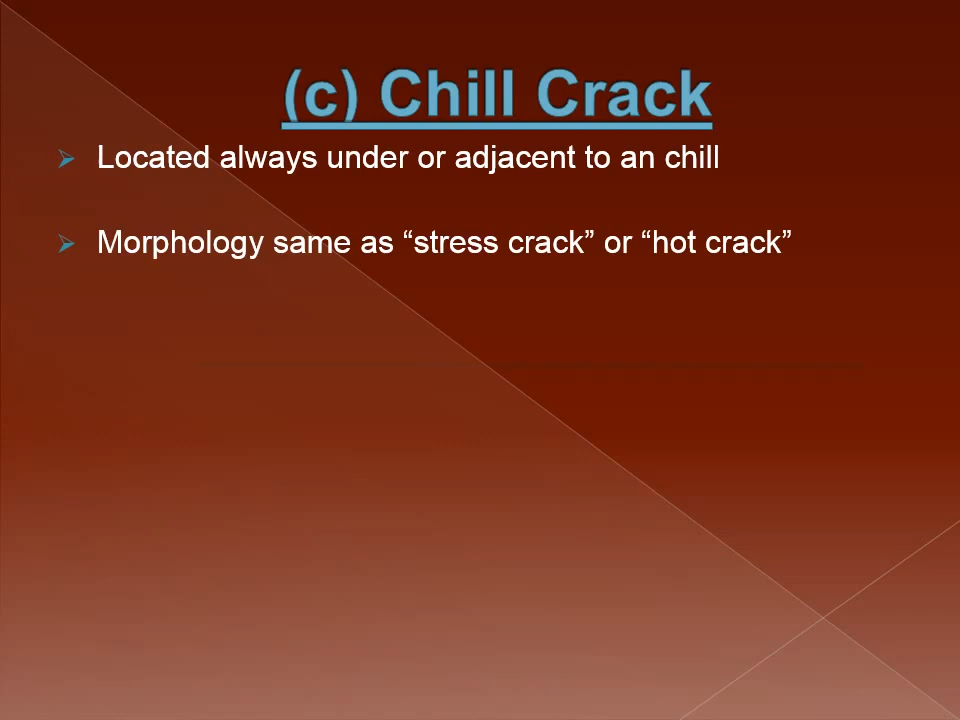 (c) Chill Crack
Located always under or adjacent to an chill
Morphology same as “stress crack” or “hot crack”